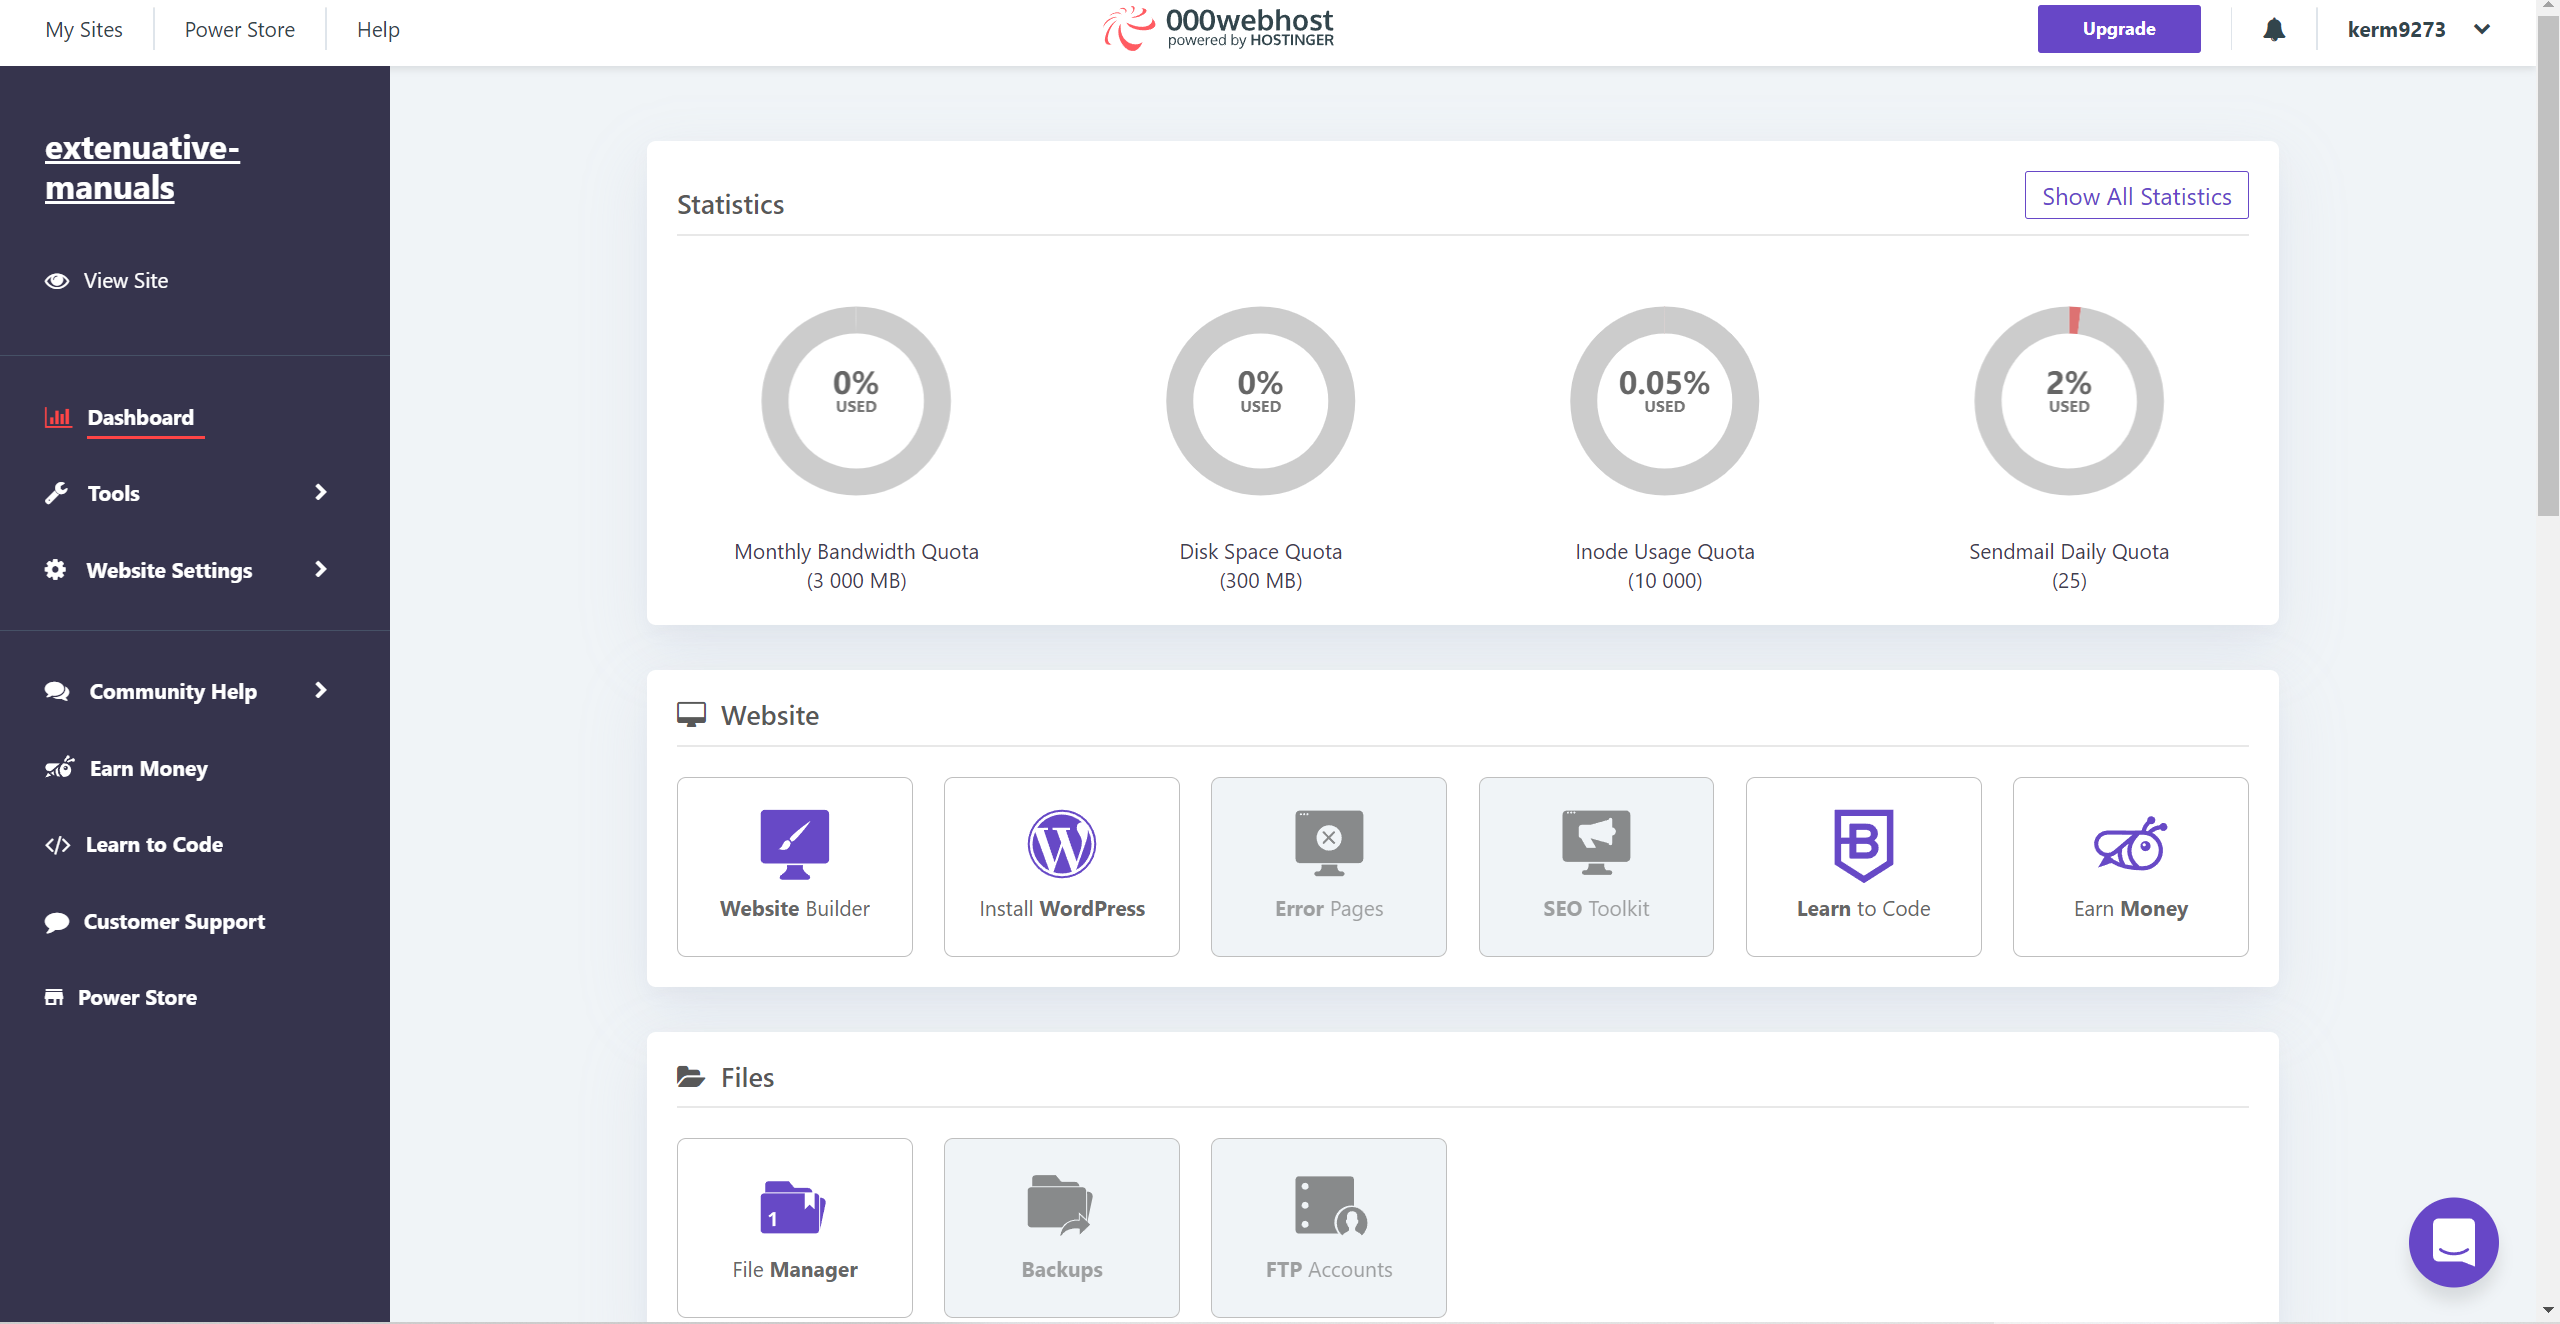 My Sites
Power Store
Help
000webhost
powered by HOSTINGER
Upgrade
kerm9273
extenuative-
manuals
View Site
Dashboard
Tools
Website Settings
Community Help
Earn Money
Learn to Code
Customer Support
Power Store
Statistics
Show All Statistics
0%
USED
Monthly Bandwidth Quota
(3 000 MB)
0%
USED
Disk Space Quota
(300 MB)
0.05%
USED
Inode Usage Quota
(10 000)
2%
USED
Sendmail Daily Quota
(25)
Website
Website Builder
Install WordPress
Error Pages
SEO Toolkit
Learn to Code
Earn Money
Files
1
File Manager
Backups
FTP Accounts